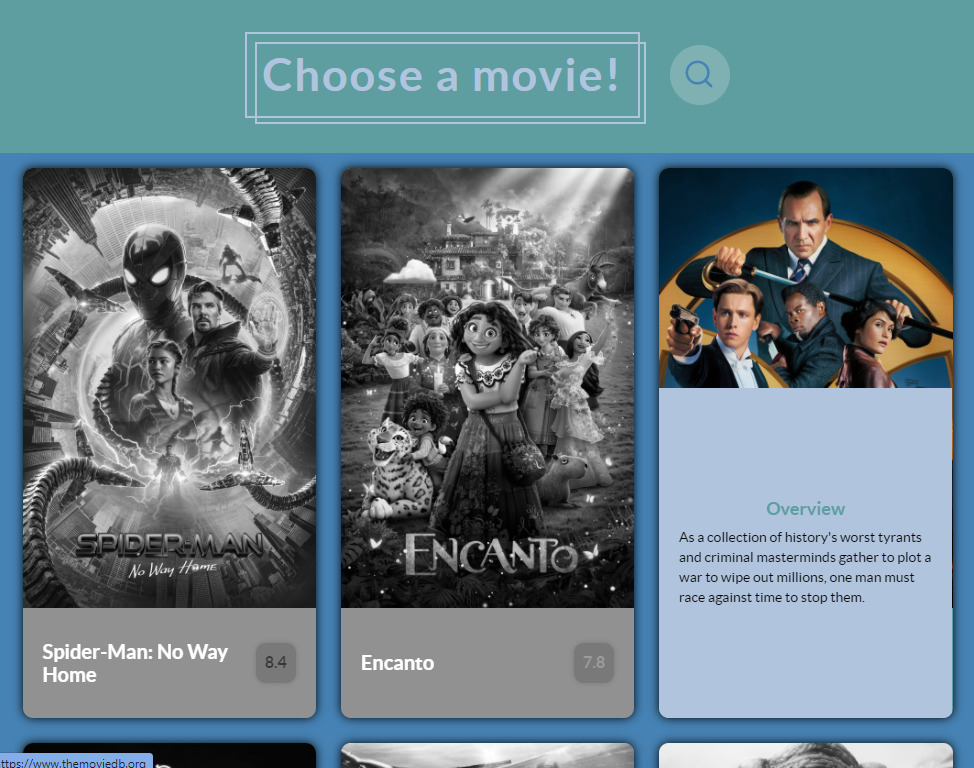 Choose a movie!
SPIDER-MAN
No Way Home
ENCANTO
Overview
As a collection of history's worst tyrants
and criminal masterminds gather to plot a
war to wipe out millions, one man must
race against time to stop them.
Spider-Man: No Way
Home
8.4
Encanto
7.8
ttps://www.themoviedb.org